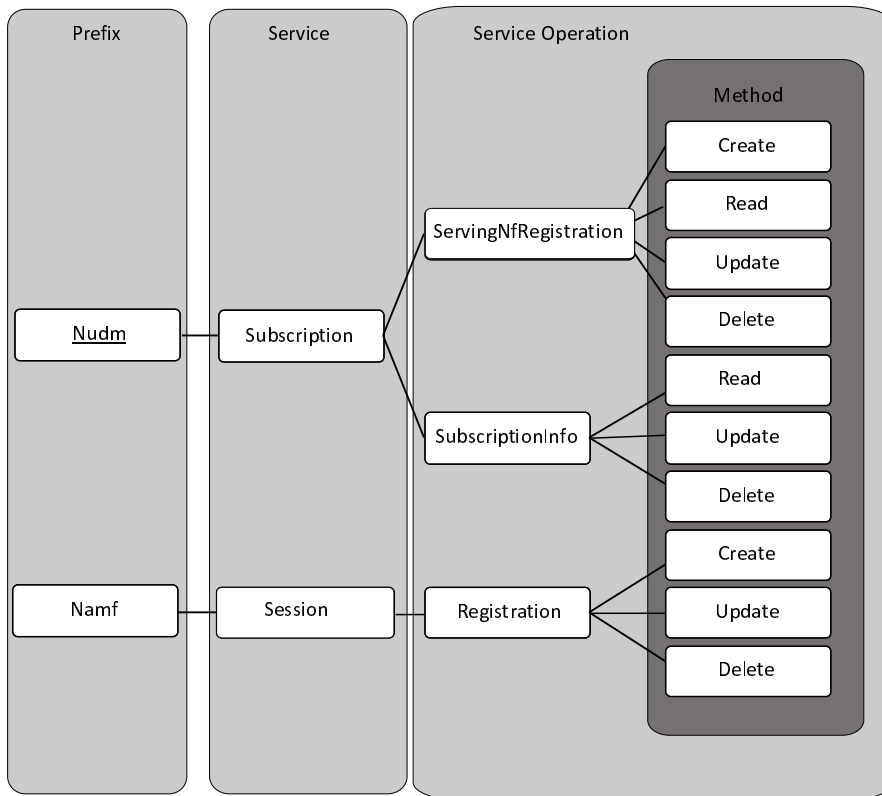 Prefix
Service
Service Operation
Method
Create
Read
ServingNfRegistration
Update
Delete
Nudm
Subscription
Read
SubscriptionInfo
Update
Delete
Create
Namf
Session
Registration
Update
Delete